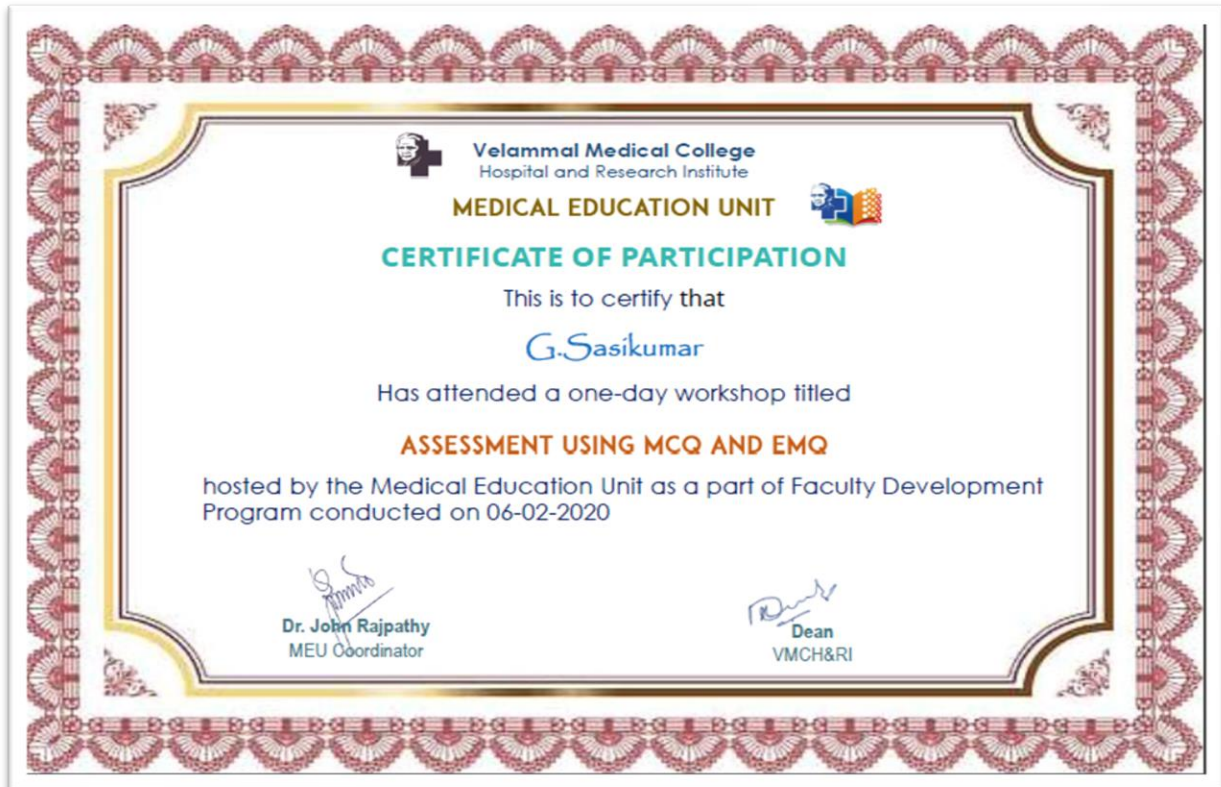 Velammal Medical College
Hospital and Research Institute
MEDICAL EDUCATION UNIT
CERTIFICATE OF PARTICIPATION
This is to certify that
G.Sasikumar
Has attended a one-day workshop titled
ASSESSMENT USING MCQ AND EMQ
hosted by the Medical Education Unit as a part of Faculty Development
Program conducted on 06-02-2020
Dr. John Rajpathy
MEU Coordinator
Dean
VMCH&RI